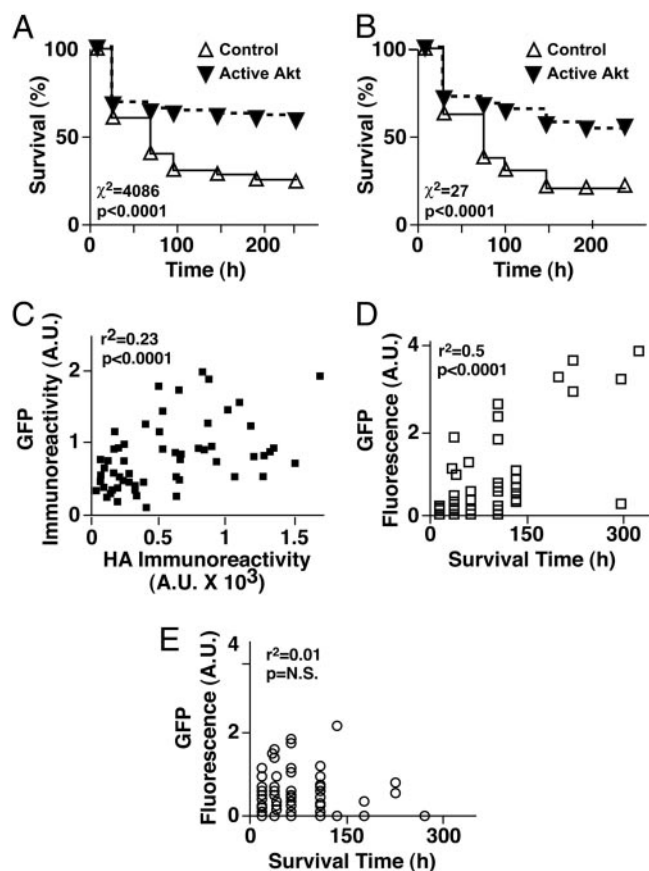 A
100
50
0
Survival (%)
△ Control
▼ Active Akt
χ²=4086
p<0.0001
0 100 200
Time (h)
B
100
50
0
Survival (%)
△ Control
▼ Active Akt
χ²=27
p<0.0001
0 100 200
Time (h)
C
GFP
Immunoreactivity (A.U.)
2
1
0
r²=0.23
p<0.0001
0 0.5 1 1.5
HA Immunoreactivity
(A.U. X 10³)
D
GFP
Fluorescence (A.U.)
4
2
0
r²=0.5
p<0.0001
0 150 300
Survival Time (h)
E
GFP
Fluorescence (A.U.)
4
2
0
r²=0.01
p=N.S.
0 150 300
Survival Time (h)